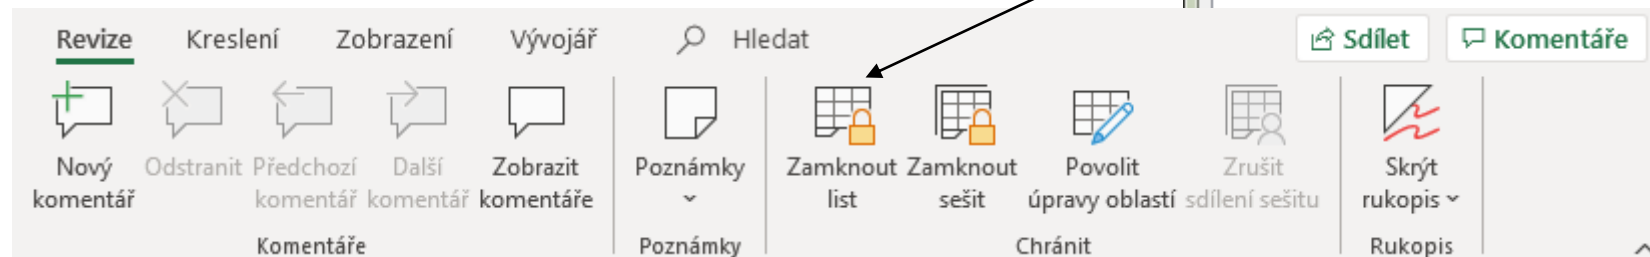 Revize Kreslení Zobrazení Vývojář Hledat Sdílet Komentáře
Nový Odstranit Předchozí Další Zobrazit Poznámky Zamknout Zamknout Povolit Zrušit Skrýt
komentář komentář komentář komentáře list sešit úpravy oblastí sdílení sešitu rukopis
Komentáře Poznámky Chránit Rukopis